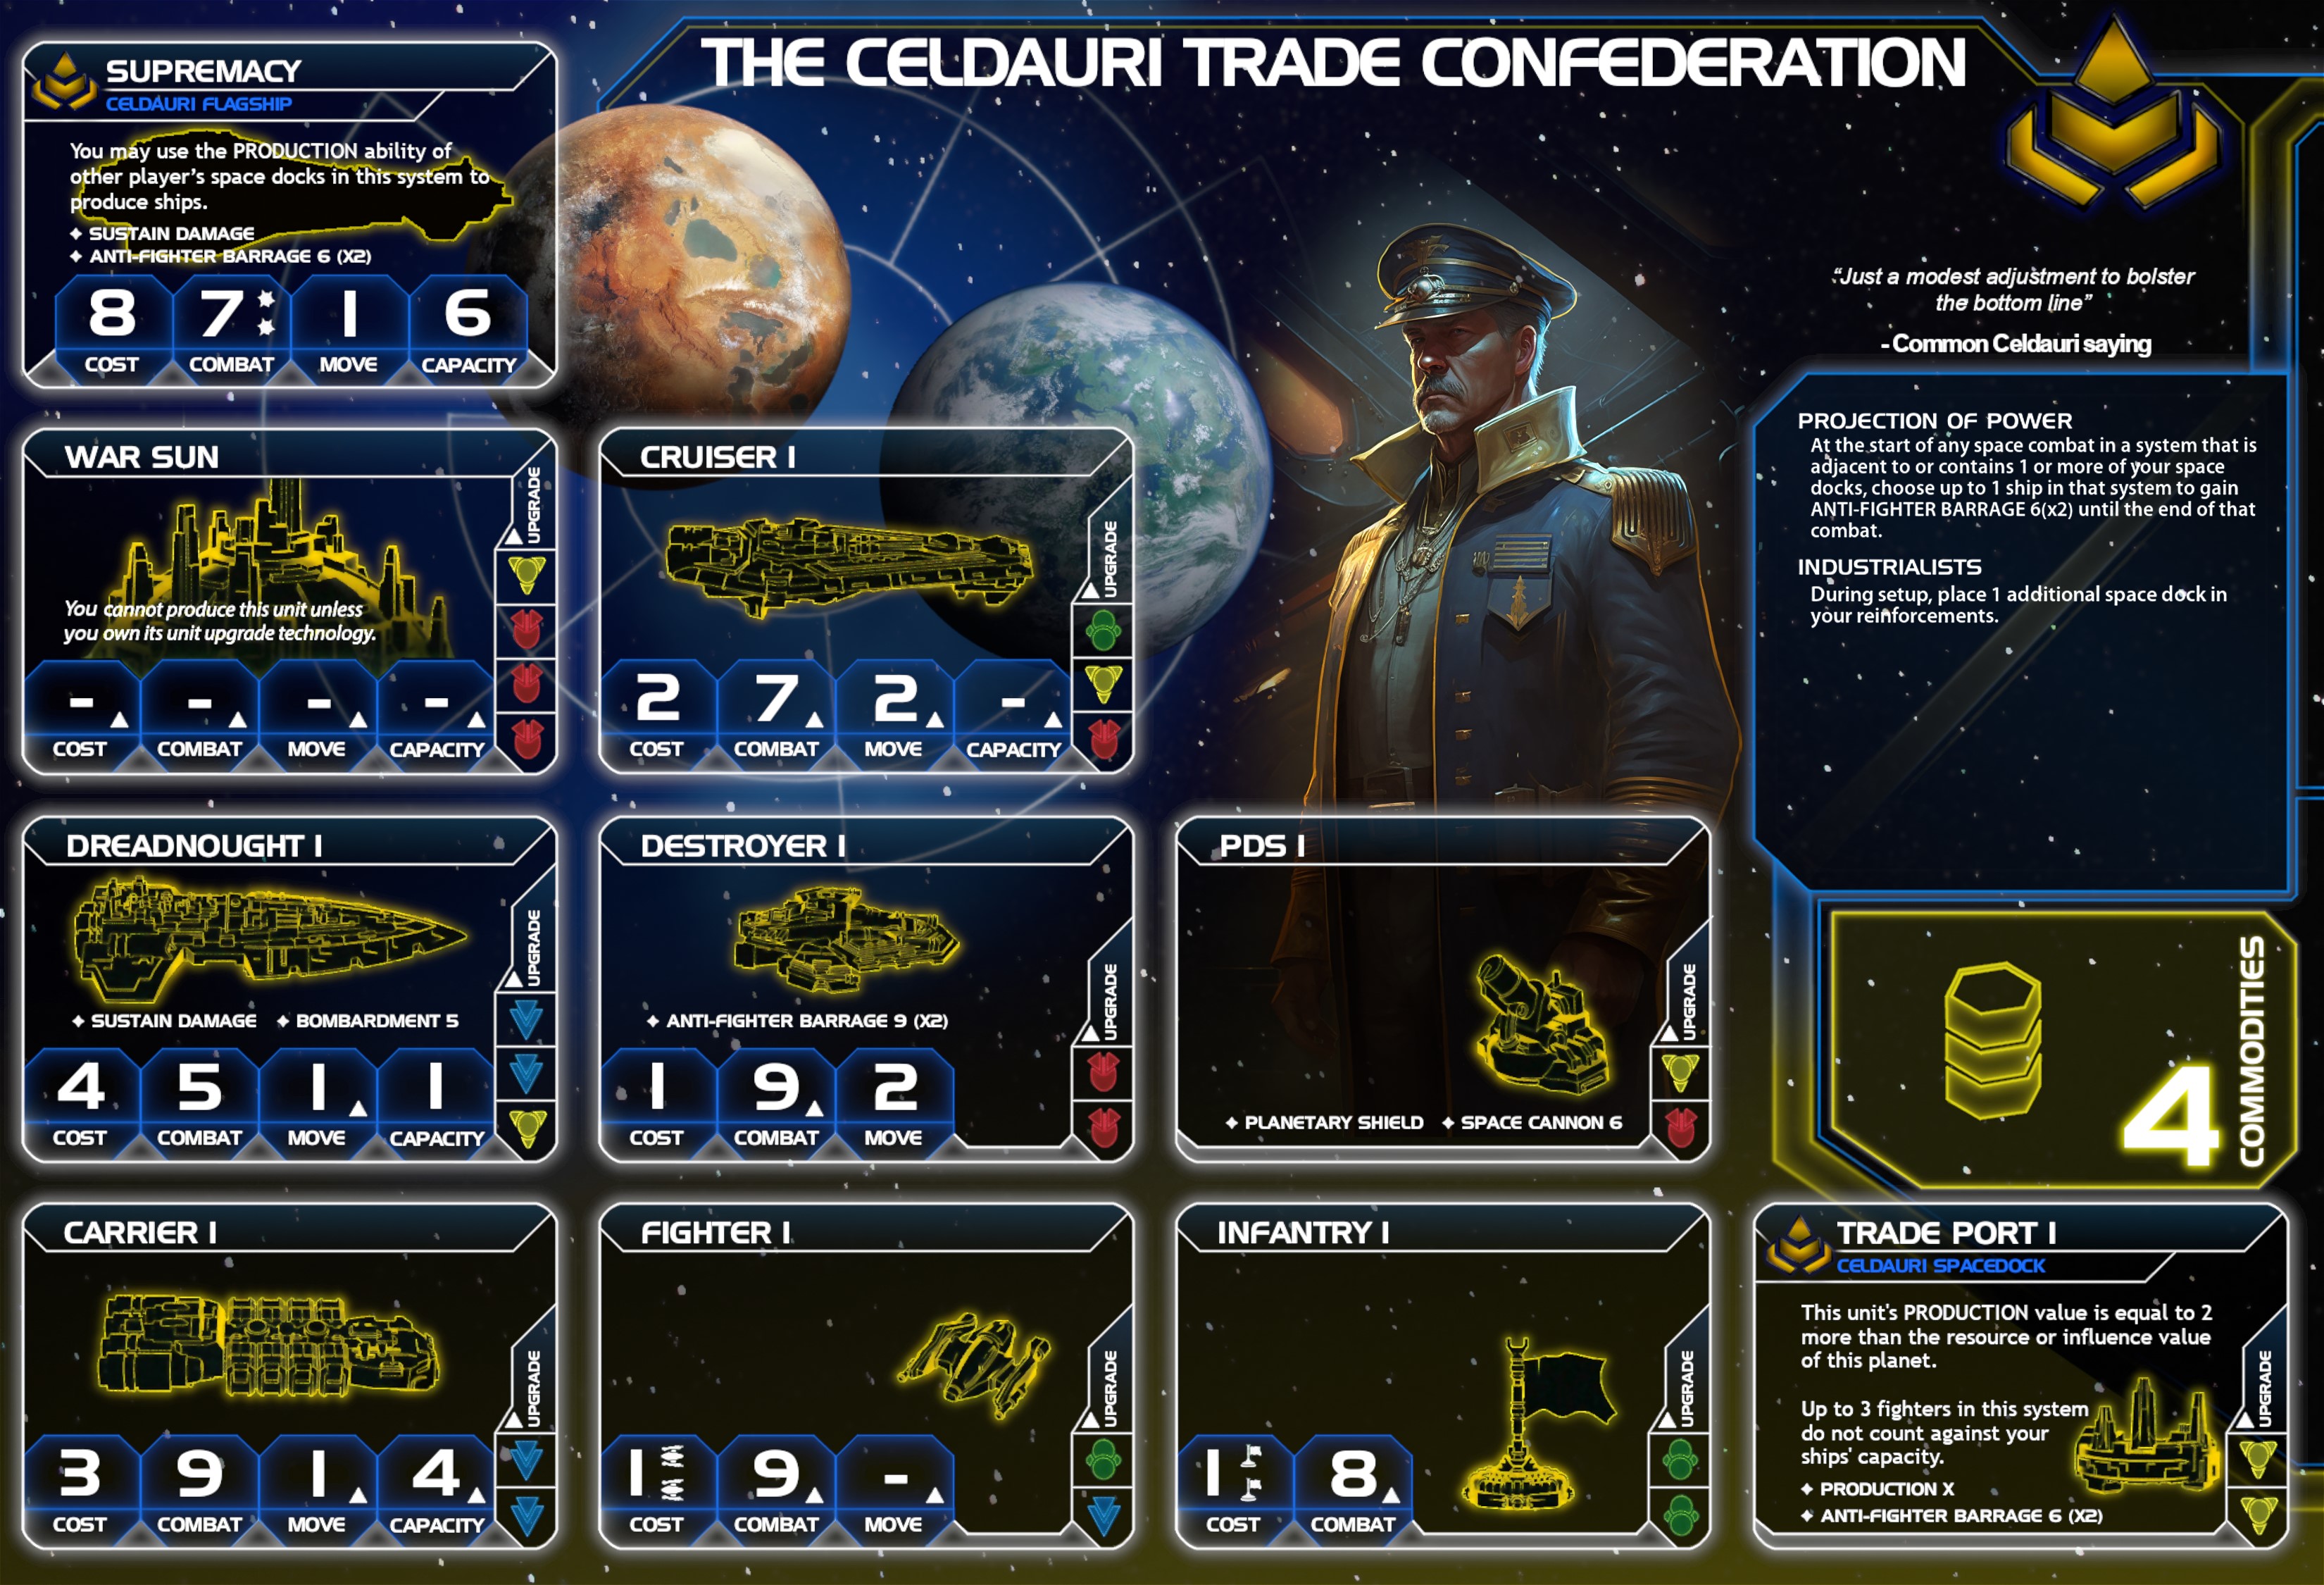 THE CELDAURI TRADE CONFEDERATION
SUPREMACY
CELDAURI FLAGSHIP
You may use the PRODUCTION ability of
other player's space docks in this system to
produce ships.
SUSTAIN DAMAGE
ANTI-FIGHTER BARRAGE 6 (X2)
8 7 1 6
COST COMBAT MOVE CAPACITY
"Just a modest adjustment to bolster
the bottom line"
- Common Celdauri saying
PROJECTION OF POWER
At the start of any space combat in a system that is
adjacent to or contains 1 or more of your space
docks, choose up to 1 ship in that system to gain
ANTI-FIGHTER BARRAGE 6(x2) until the end of that
combat.
INDUSTRIALISTS
During setup, place 1 additional space dock in
your reinforcements.
WAR SUN
UPGRADE
You cannot produce this unit unless
you own its unit upgrade technology.
- - - -
COST COMBAT MOVE CAPACITY
CRUISER I
UPGRADE
2 7 2 -
COST COMBAT MOVE CAPACITY
DREADNOUGHT I
UPGRADE
SUSTAIN DAMAGE BOMBARDMENT 5
4 5 1 1
COST COMBAT MOVE CAPACITY
DESTROYER I
UPGRADE
ANTI-FIGHTER BARRAGE 9 (X2)
1 9 2
COST COMBAT MOVE
PDS I
UPGRADE
PLANETARY SHIELD SPACE CANNON 6
4
COMMODITIES
CARRIER I
UPGRADE
3 9 1 4
COST COMBAT MOVE CAPACITY
FIGHTER I
UPGRADE
1 9 -
COST COMBAT MOVE
INFANTRY I
UPGRADE
1 8
COST COMBAT
TRADE PORT I
CELDAURI SPACEDOCK
This unit's PRODUCTION value is equal to 2
more than the resource or influence value
of this planet.
Up to 3 fighters in this system
do not count against your
ships' capacity.
UPGRADE
PRODUCTION X
ANTI-FIGHTER BARRAGE 6 (X2)